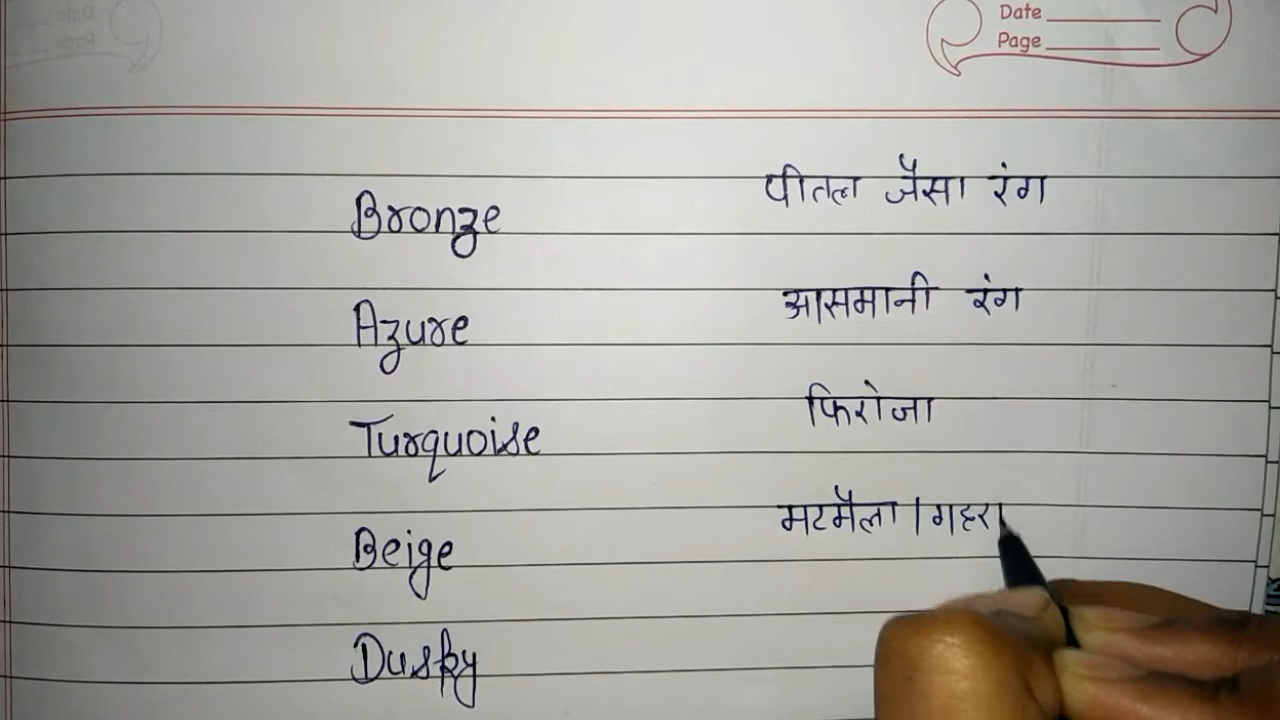 Date
Page
Bronze पीतल जैसा रंग
Azure आसमानी रंग
Turquoise फिरोजा
Beige मटमैला / गहरा
Dusky